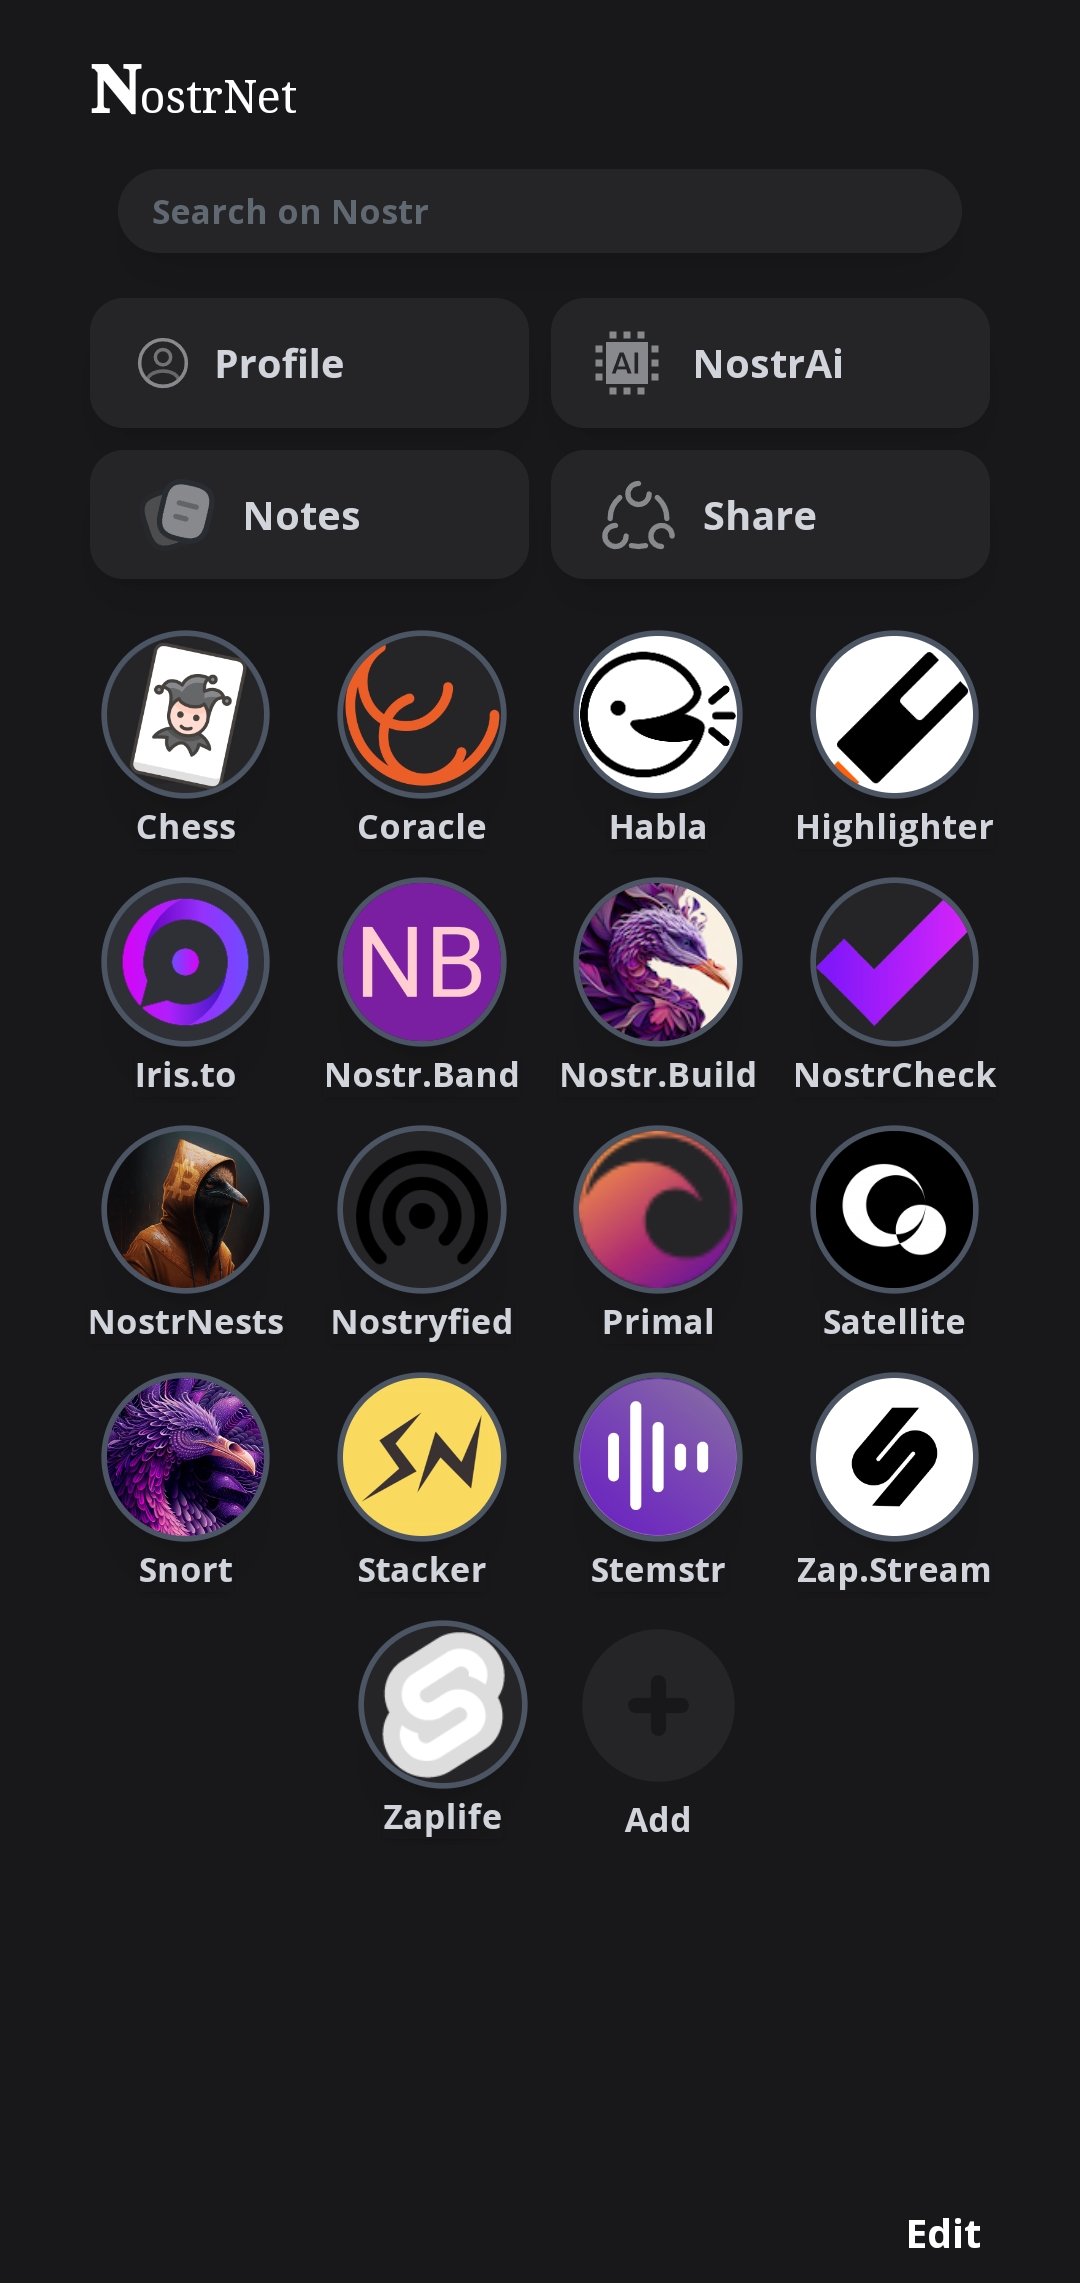 NostrNet
Search on Nostr
Profile
AI
NostrAi
Notes
Share
Chess
Coracle
Habla
Highlighter
NB
Iris.to
Nostr.Band
Nostr.Build
NostrCheck
NostrNests
Nostryfied
Primal
Satellite
SN
Snort
Stacker
Stemstr
Zap.Stream
Zaplife
Add
Edit